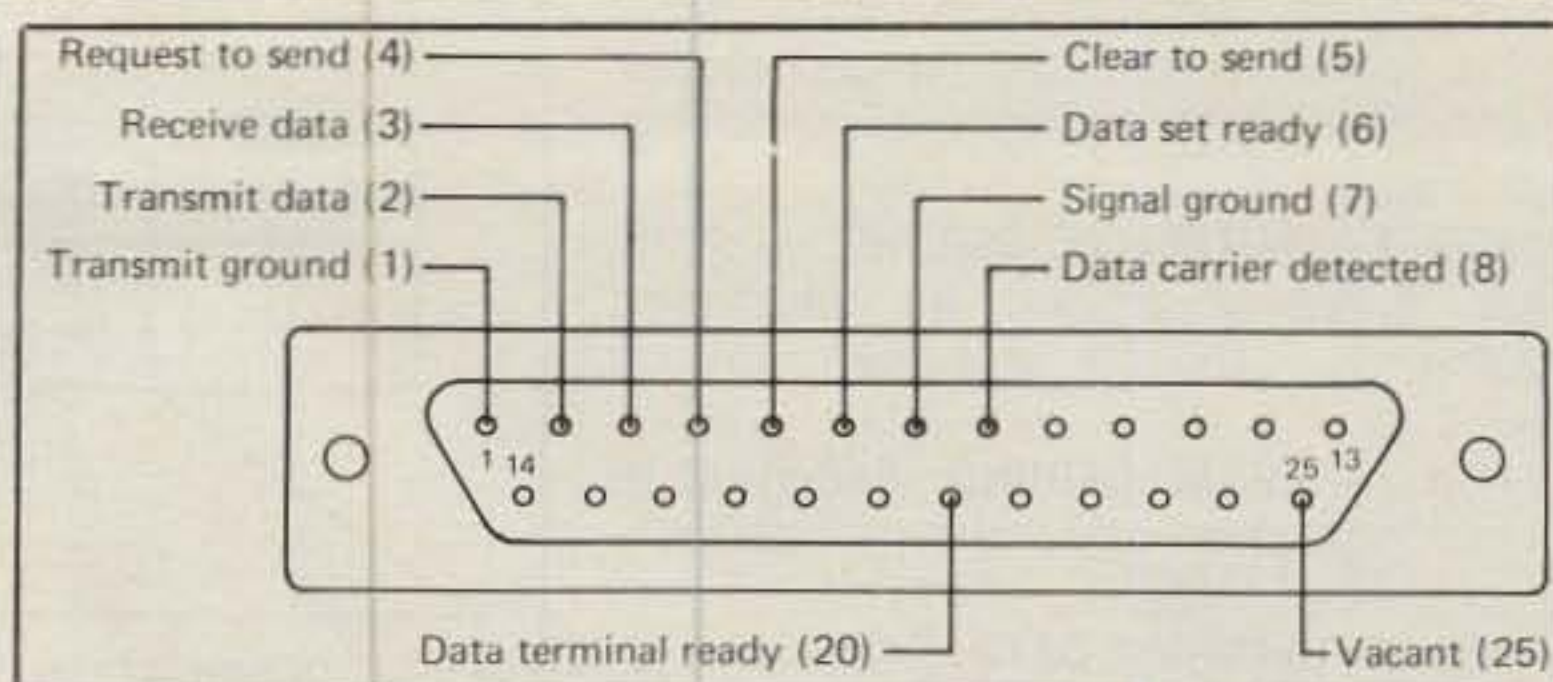 Request to send (4)
Clear to send (5)
Receive data (3)
Data set ready (6)
Transmit data (2)
Signal ground (7)
Transmit ground (1)
Data carrier detected (8)
1 14
25 13
Data terminal ready (20)
Vacant (25)